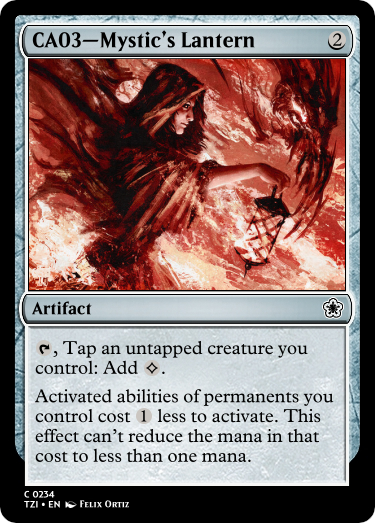 CA03—Mystic's Lantern 2
Artifact
, Tap an untapped creature you
control: Add .
Activated abilities of permanents you
control cost 1 less to activate. This
effect can't reduce the mana in that
cost to less than one mana.
C 0234
TZI • EN Felix Ortiz